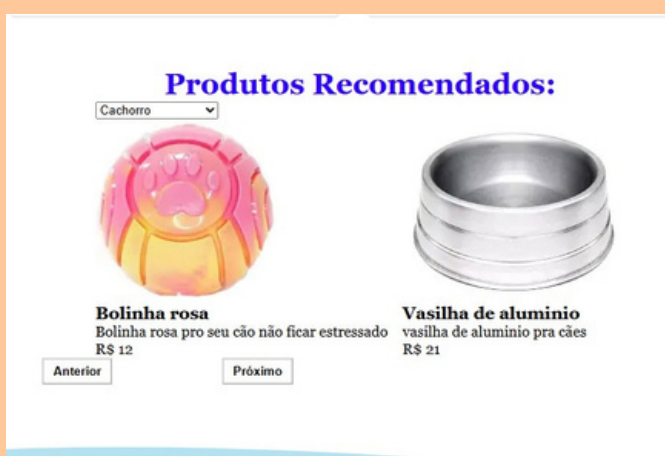 Produtos Recomendados:
Cachorro
Bolinha rosa
Bolinha rosa pro seu cão não ficar estressado
R$ 12
Vasilha de aluminio
vasilha de aluminio pra cães
R$ 21
Anterior
Próximo